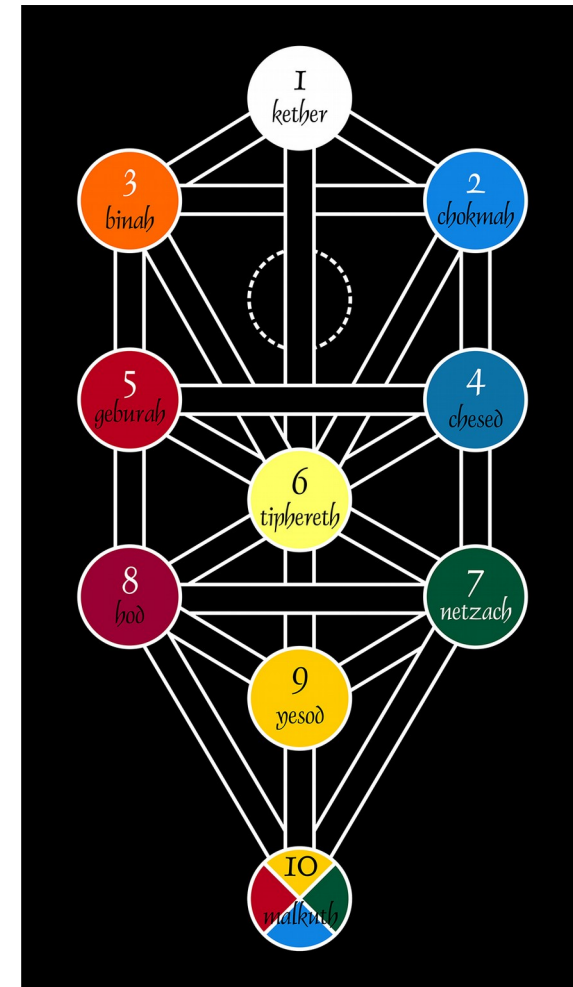 1
kether
3
binah
2
chokmah
5
geburah
4
chesed
6
tiphereth
8
hod
7
netzach
9
yesod
10
malkuth